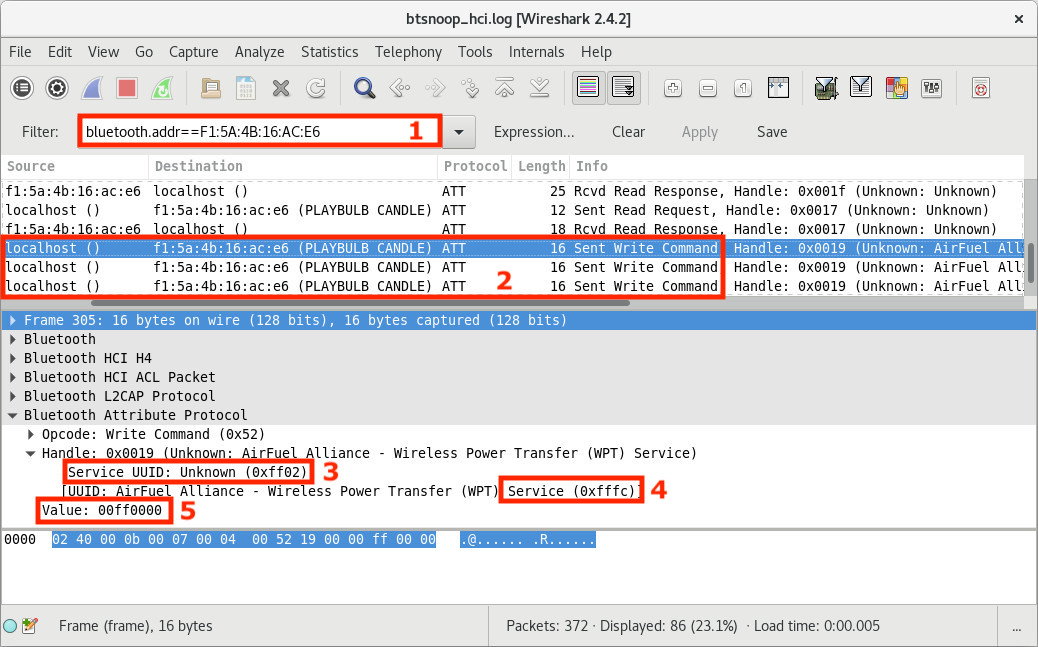 btsnoop_hci.log [Wireshark 2.4.2]
File Edit View Go Capture Analyze Statistics Telephony Tools Internals Help
Filter: bluetooth.addr==F1:5A:4B:16:AC:E6 1 Expression... Clear Apply Save
Source Destination Protocol Length Info
f1:5a:4b:16:ac:e6 localhost () ATT 25 Rcvd Read Response, Handle: 0x001f (Unknown: Unknown)
localhost () f1:5a:4b:16:ac:e6 (PLAYBULB CANDLE) ATT 12 Sent Read Request, Handle: 0x0017 (Unknown: Unknown)
f1:5a:4b:16:ac:e6 localhost () ATT 18 Rcvd Read Response, Handle: 0x0017 (Unknown: Unknown)
localhost () f1:5a:4b:16:ac:e6 (PLAYBULB CANDLE) ATT 16 Sent Write Command Handle: 0x0019 (Unknown: AirFuel All
localhost () f1:5a:4b:16:ac:e6 (PLAYBULB CANDLE) ATT 16 Sent Write Command Handle: 0x0019 (Unknown: AirFuel All
localhost () f1:5a:4b:16:ac:e6 (PLAYBULB CANDLE) 2 ATT 16 Sent Write Command Handle: 0x0019 (Unknown: AirFuel All
Frame 305: 16 bytes on wire (128 bits), 16 bytes captured (128 bits)
Bluetooth
Bluetooth HCI H4
Bluetooth HCI ACL Packet
Bluetooth L2CAP Protocol
Bluetooth Attribute Protocol
Opcode: Write Command (0x52)
Handle: 0x0019 (Unknown: AirFuel Alliance - Wireless Power Transfer (WPT) Service)
Service UUID: Unknown (0xff02) 3
[UUID: AirFuel Alliance - Wireless Power Transfer (WPT) Service (0xfffc)] 4
Value: 00ff0000 5
0000 02 40 00 0b 00 07 00 04 00 52 19 00 00 ff 00 00 .@...... .R......
Frame (frame), 16 bytes Packets: 372 · Displayed: 86 (23.1%) · Load time: 0:00.005 ...